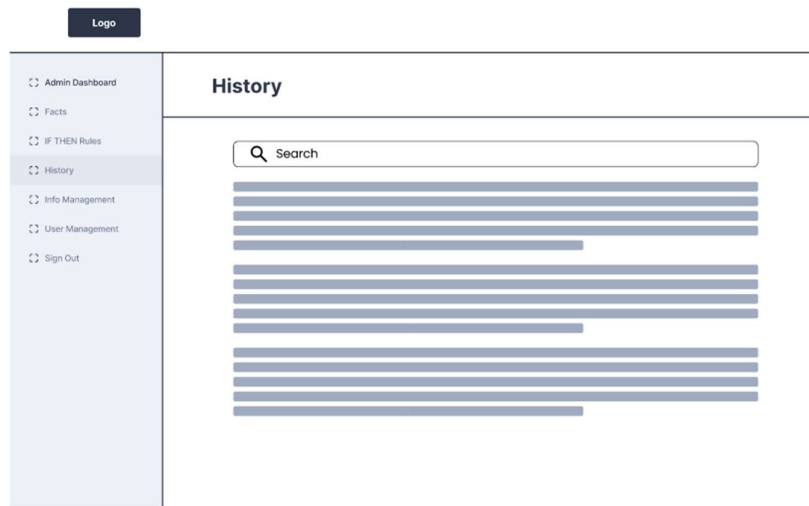 Logo
Admin Dashboard
Facts
IF THEN Rules
History
Info Management
User Management
Sign Out
History
Search